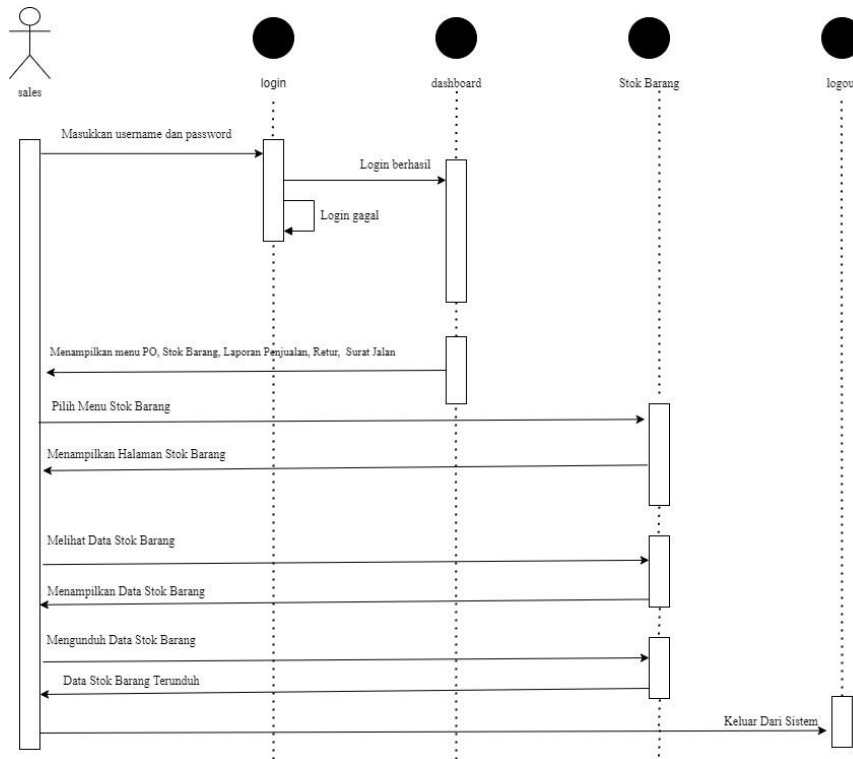 sales
login
dashboard
Stok Barang
logou
Masukkan username dan password
Login berhasil
Login gagal
Menampilkan menu PO, Stok Barang, Laporan Penjualan, Retur, Surat Jalan
Pilih Menu Stok Barang
Menampilkan Halaman Stok Barang
Melihat Data Stok Barang
Menampilkan Data Stok Barang
Mengunduh Data Stok Barang
Data Stok Barang Terunduh
Keluar Dari Sistem